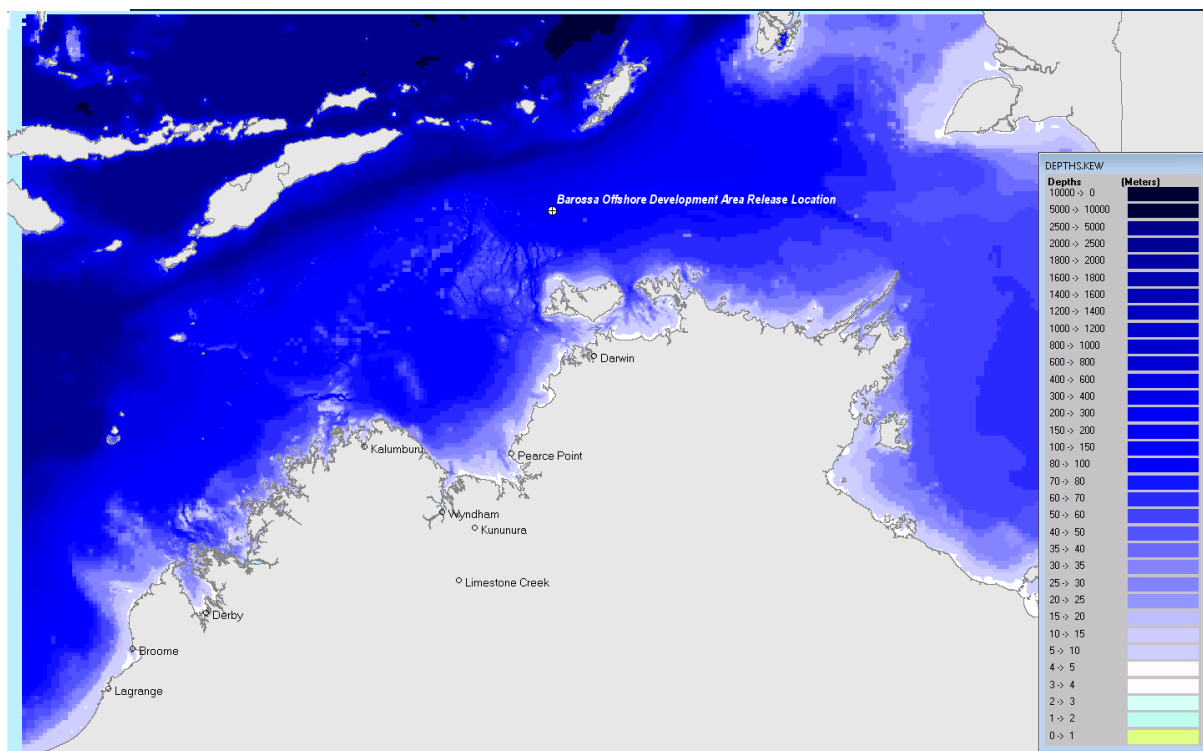 Barossa Offshore Development Area Release Location
Darwin
Kalumburu
Pearce Point
Wyndham
Kununura
Limestone Creek
Derby
Broome
Lagrange
DEPTHS.KEW
Depths (Meters)
10000 -> 0
5000 -> 10000
2500 -> 5000
2000 -> 2500
1800 -> 2000
1600 -> 1800
1400 -> 1600
1200 -> 1400
1000 -> 1200
800 -> 1000
600 -> 800
400 -> 600
300 -> 400
200 -> 300
150 -> 200
100 -> 150
80 -> 100
70 -> 80
60 -> 70
50 -> 60
40 -> 50
35 -> 40
30 -> 35
25 -> 30
20 -> 25
15 -> 20
10 -> 15
5 -> 10
4 -> 5
3 -> 4
2 -> 3
1 -> 2
0 -> 1